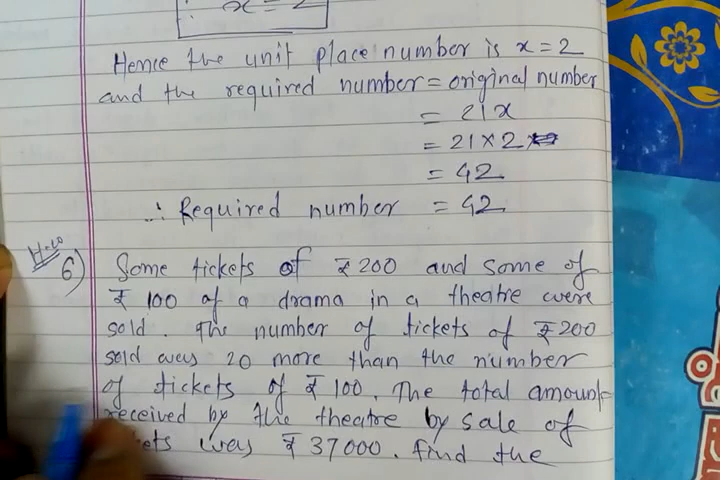 x = 2
Hence the unit place number is x = 2
and the required number = original number
= 21x
= 21 × 2
= 42
∴ Required number = 42
H.W
6) Some tickets of ₹200 and some of
₹ 100 of a drama in a theatre were
sold. The number of tickets of ₹200
sold was 20 more than the number
of tickets of ₹ 100. The total amount
received by the theatre by sale of
was ₹ 37000. find the